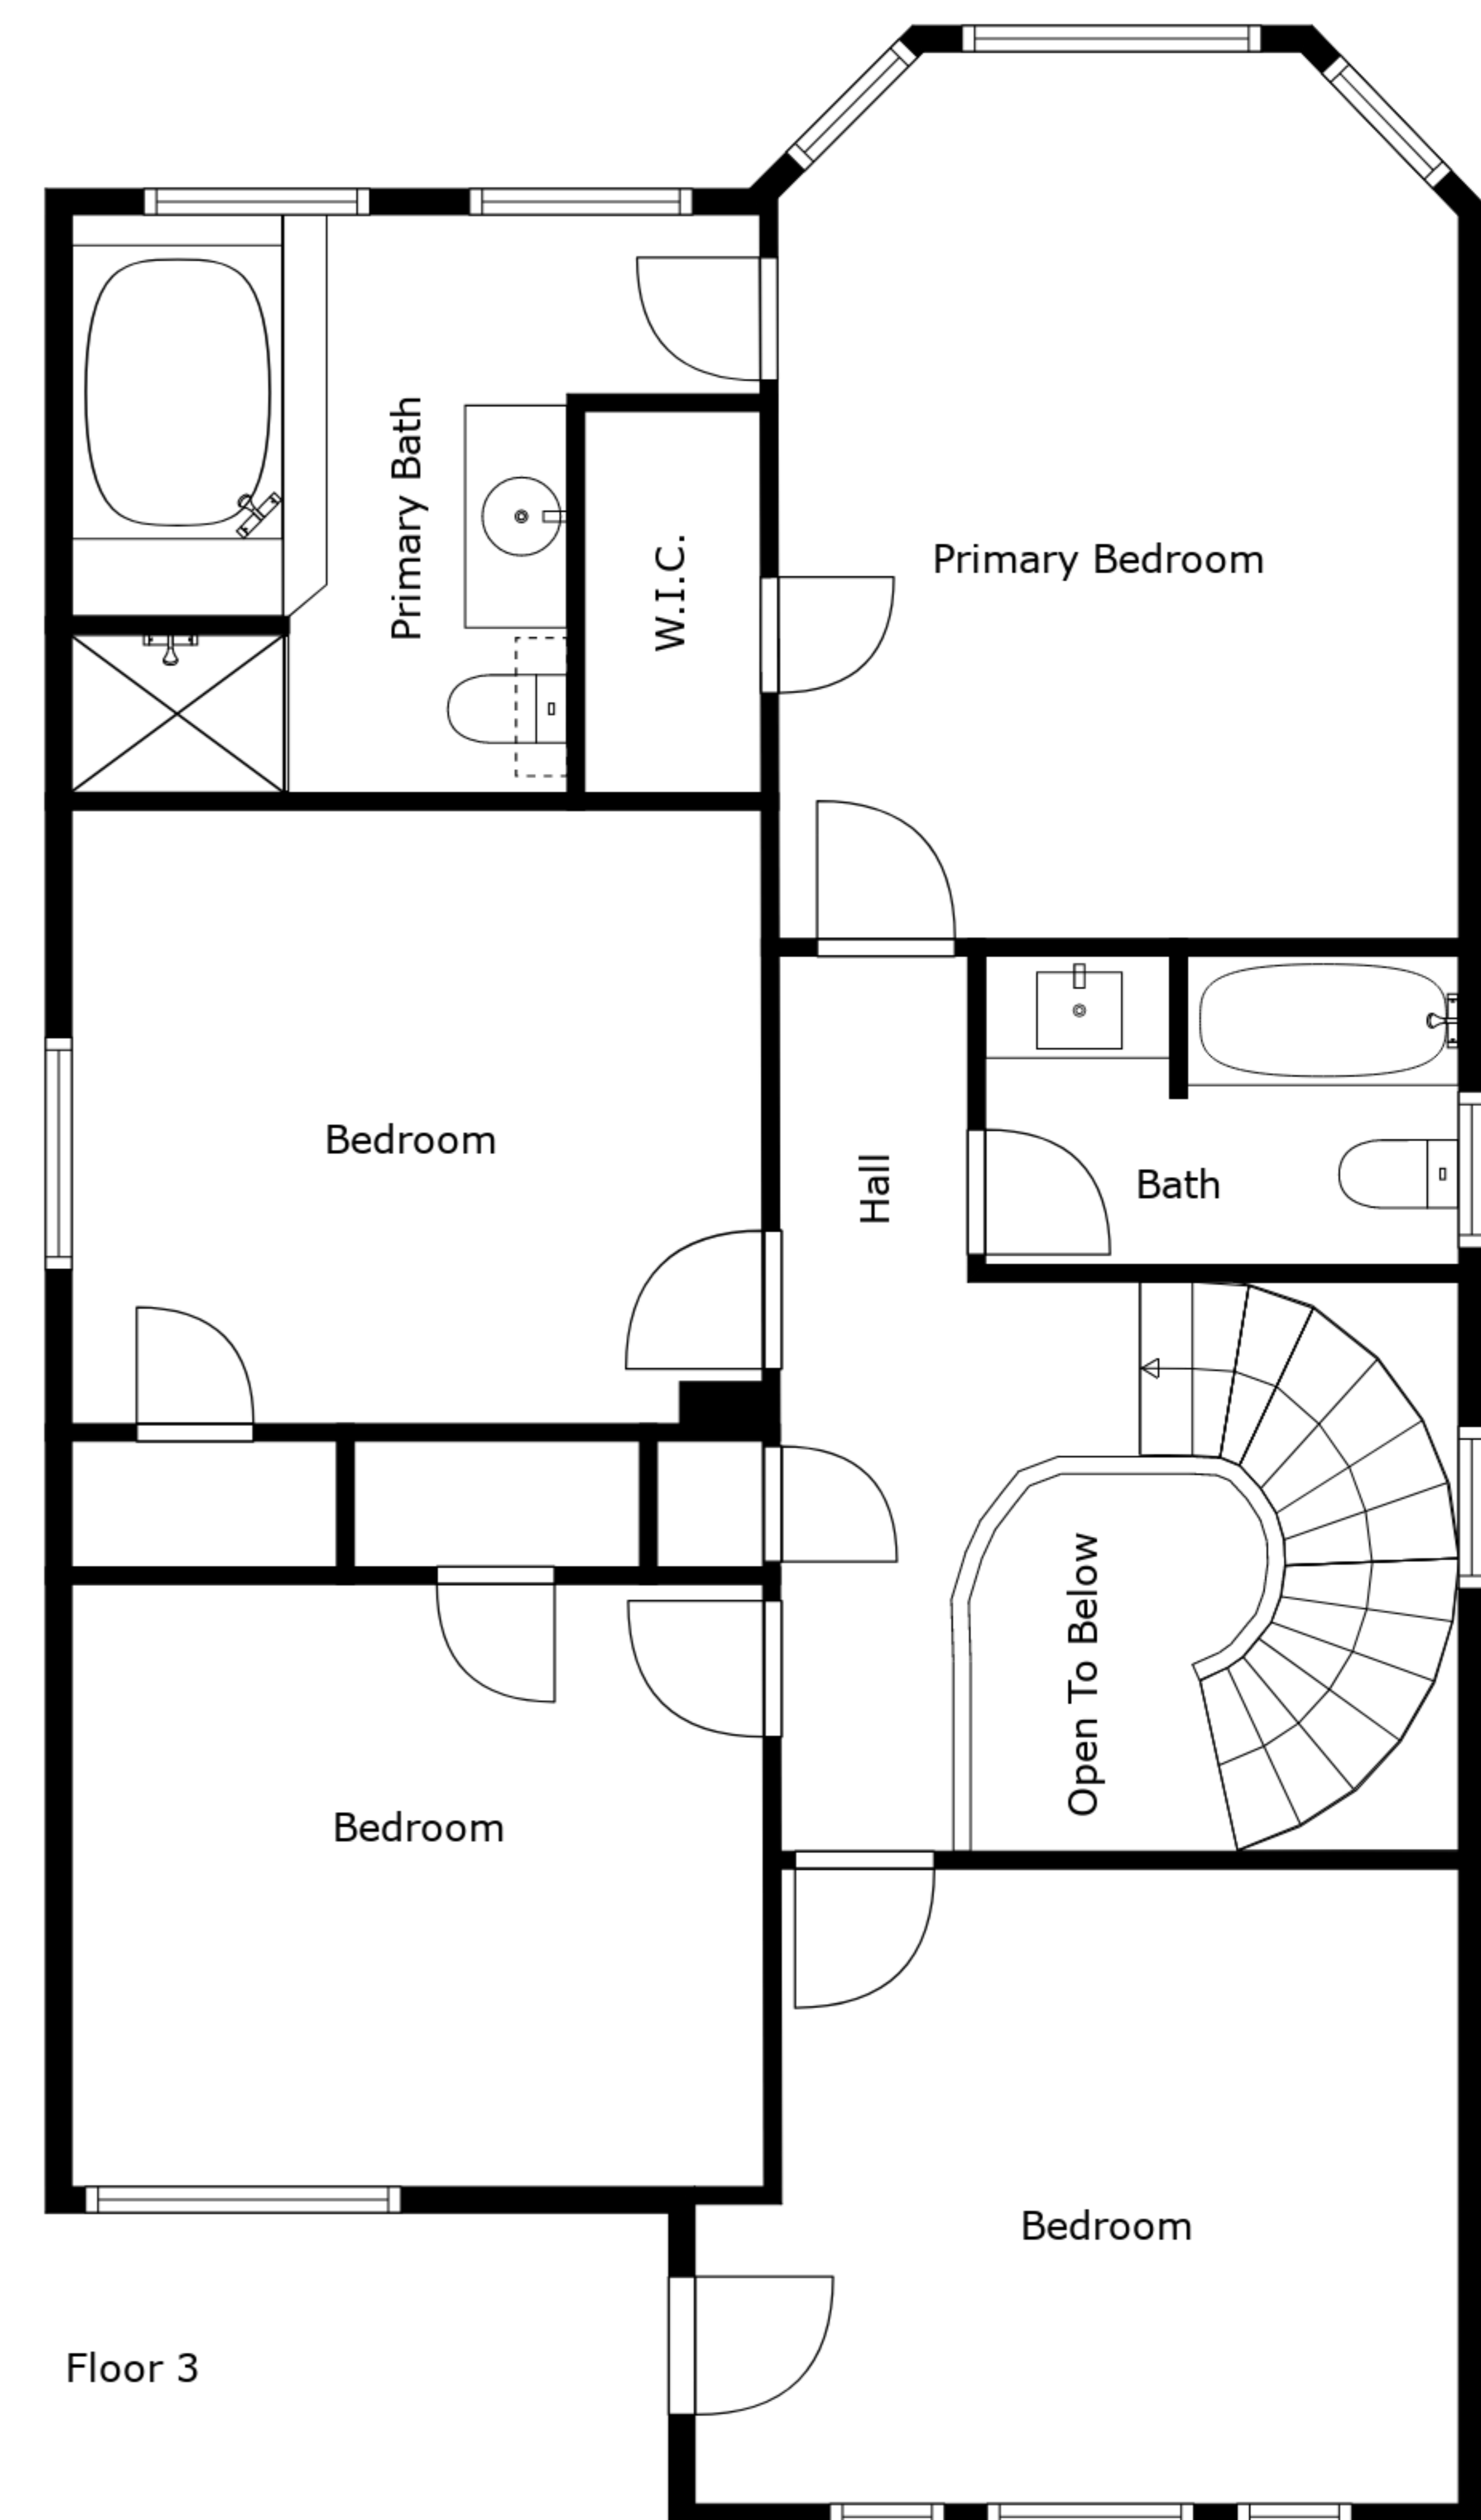 Primary Bath
W.I.C.
Primary Bedroom
Bedroom
Hall
Bath
Open To Below
Bedroom
Bedroom
Floor 3